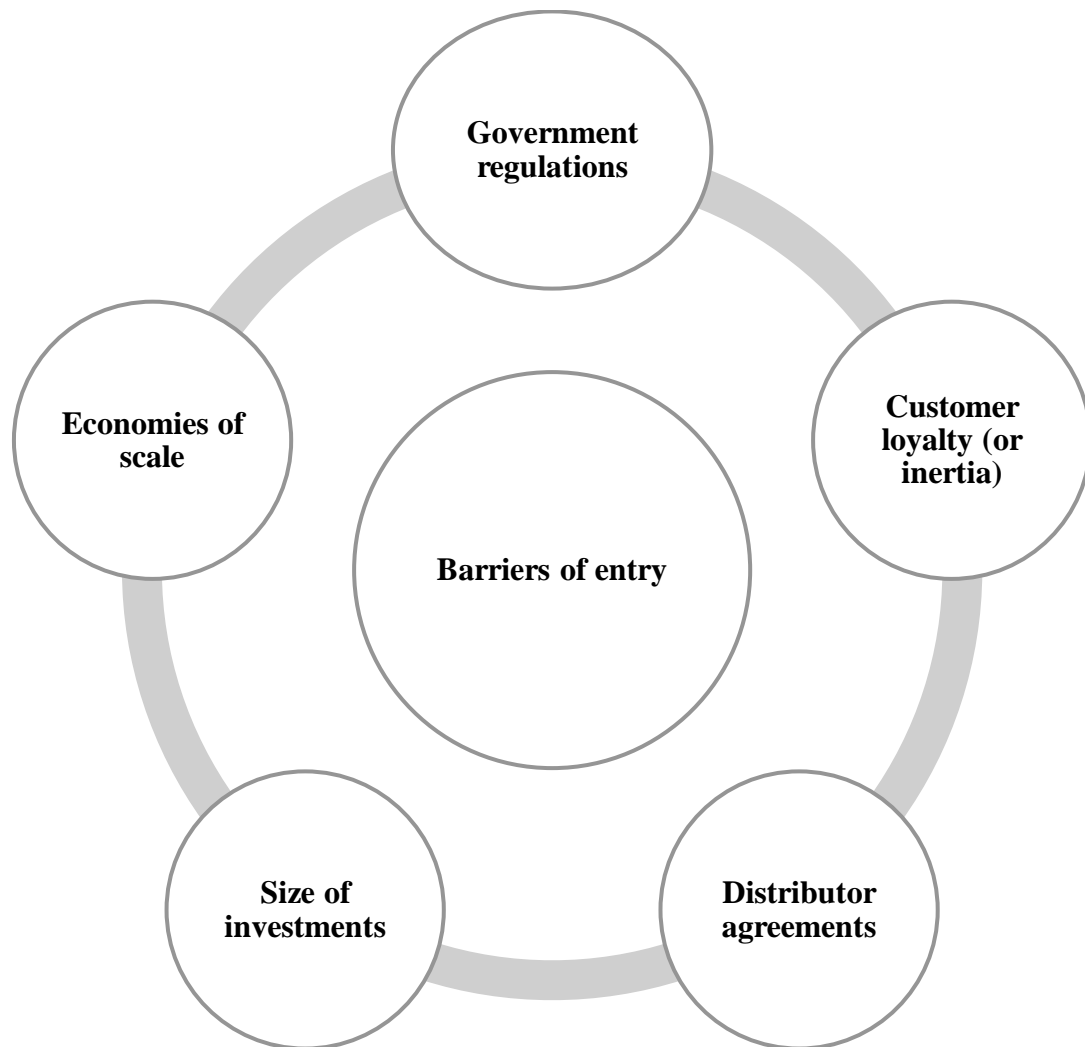 Government
regulations
Customer
loyalty (or
inertia)
Economies of
scale
Barriers of entry
Size of
investments
Distributor
agreements